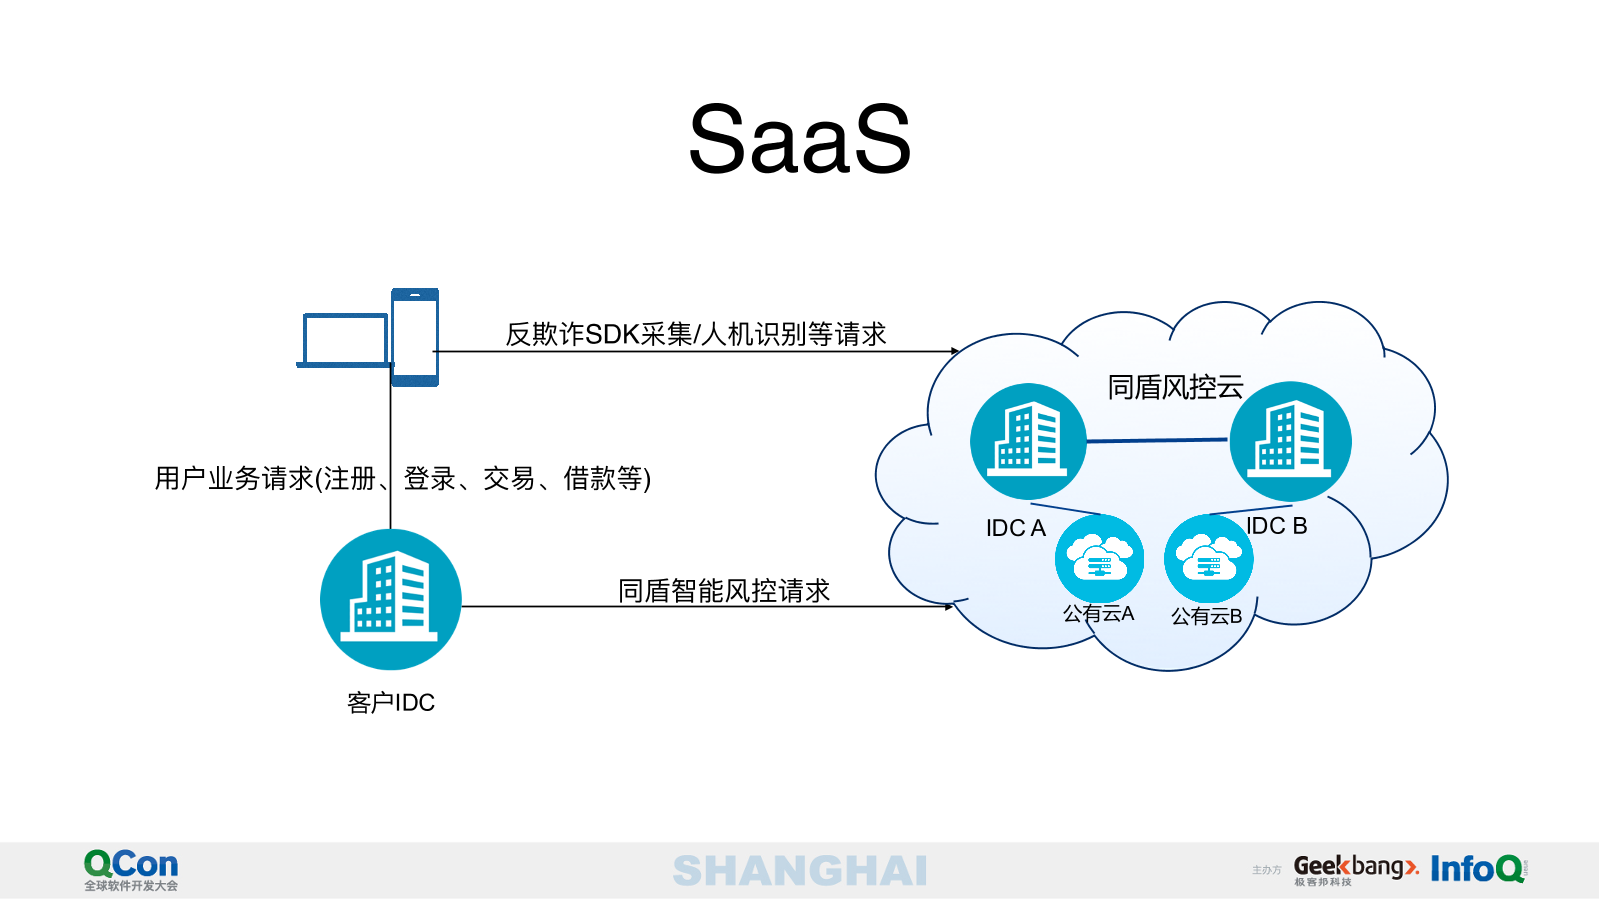 SaaS
反欺诈SDK采集/人机识别等请求
同盾风控云
用户业务请求(注册、登录、交易、借款等)
IDC A
IDC B
同盾智能风控请求
公有云A
公有云B
客户IDC
QCon
全球软件开发大会
SHANGHAI
主办方
Geekbang
极客邦科技
InfoQ